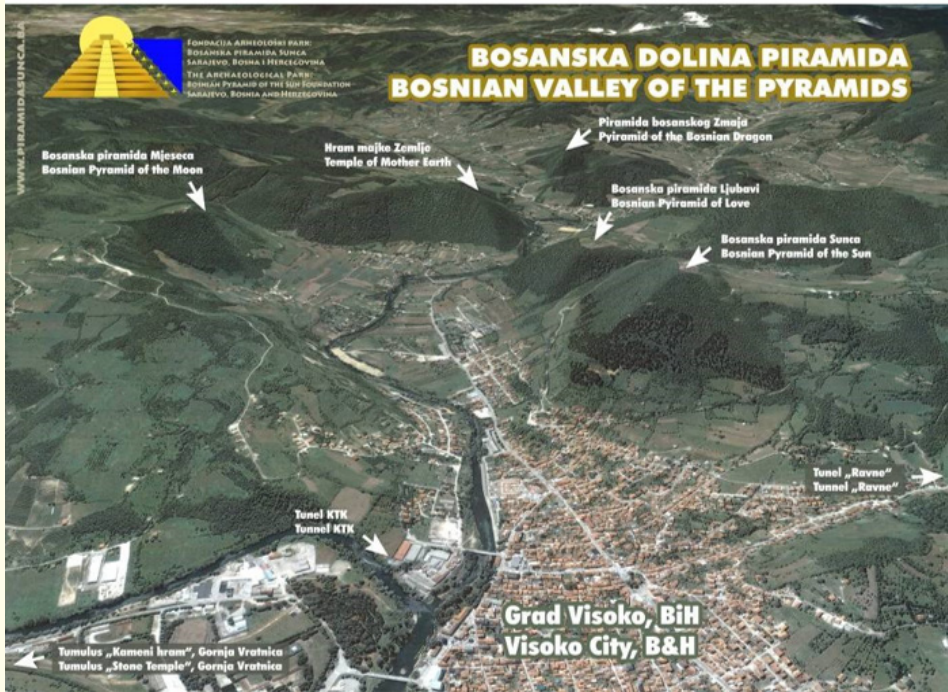 WWW.PIRAMIDASUNCA.BA
FONDACIJA ARHEOLOŠKI PARK:
BOSANSKA PIRAMIDA SUNCA
SARAJEVO, BOSNA I HERCEGOVINA
THE ARCHAEOLOGICAL PARK:
BOSNIAN PYRAMID OF THE SUN FOUNDATION
SARAJEVO, BOSNIA AND HERZEGOVINA
BOSANSKA DOLINA PIRAMIDA
BOSNIAN VALLEY OF THE PYRAMIDS
Piramida bosanskog Zmaja
Pyiramid of the Bosnian Dragon
Hram majke Zemlje
Temple of Mother Earth
Bosanska piramida Mjeseca
Bosnian Pyramid of the Moon
Bosanska piramida Ljubavi
Bosnian Pyiramid of Love
Bosanska piramida Sunca
Bosnian Pyramid of the Sun
Tunel „Ravne“
Tunnel „Ravne“
Tunel KTK
Tunnel KTK
Grad Visoko, BiH
Visoko City, B&H
Tumulus „Kameni hram“, Gornja Vratnica
Tumulus „Stone Temple“, Gornja Vratnica